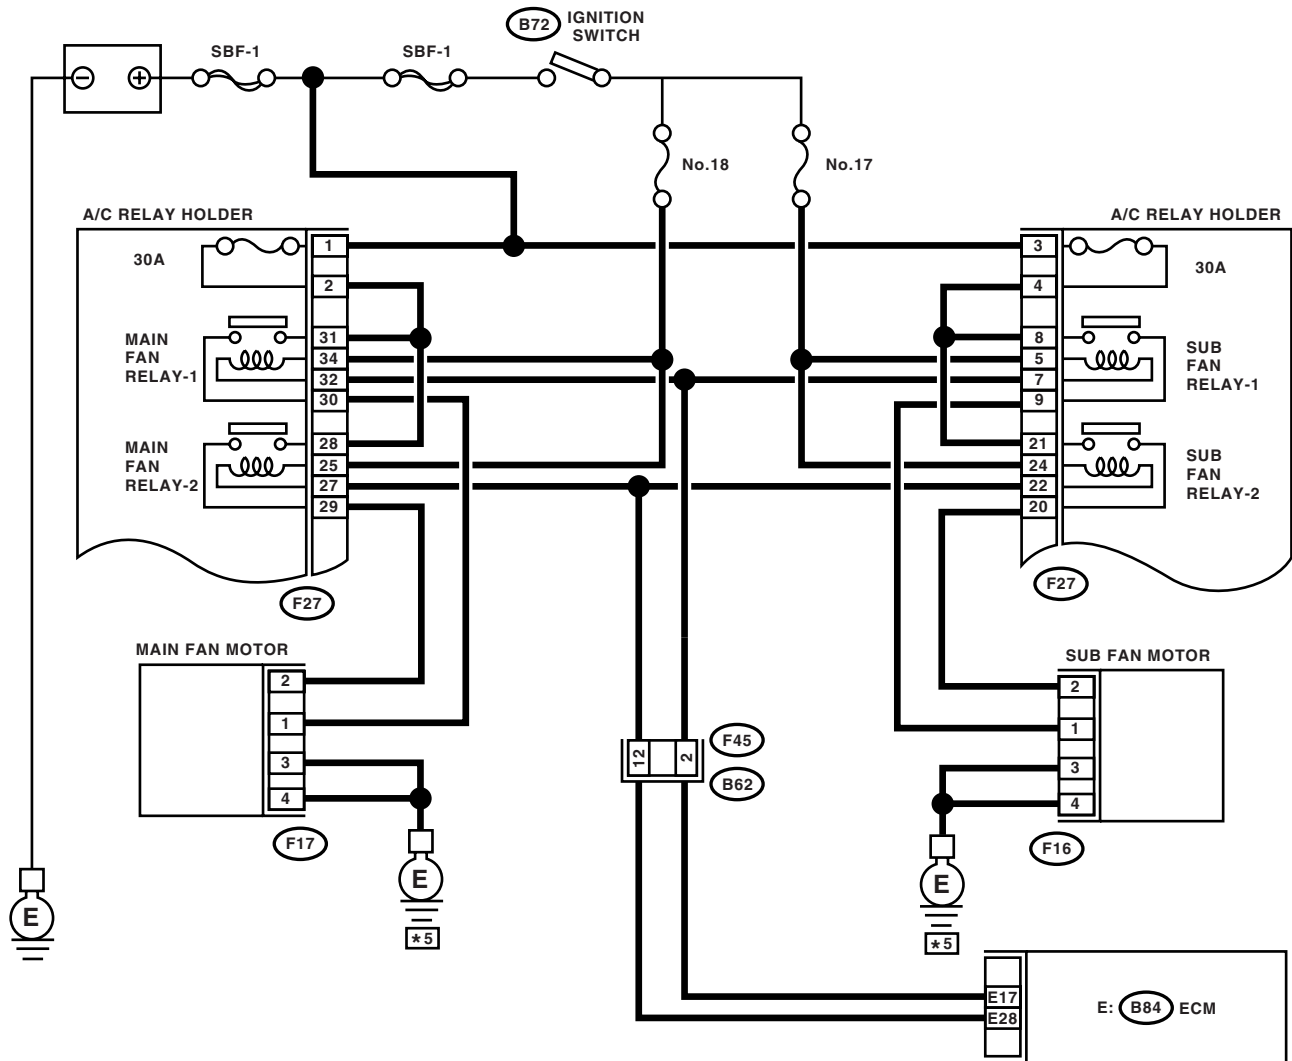 B72 IGNITION
SWITCH
SBF-1
SBF-1
No.18
No.17
A/C RELAY HOLDER
30A
MAIN
FAN
RELAY-1
MAIN
FAN
RELAY-2
1
2
31
34
32
30
28
25
27
29
F27
A/C RELAY HOLDER
30A
SUB
FAN
RELAY-1
SUB
FAN
RELAY-2
3
4
8
5
7
9
21
24
22
20
F27
MAIN FAN MOTOR
2
1
3
4
F17
E
*5
E
12
2
F45
B62
SUB FAN MOTOR
2
1
3
4
F16
E
*5
E17
E28
E: B84 ECM